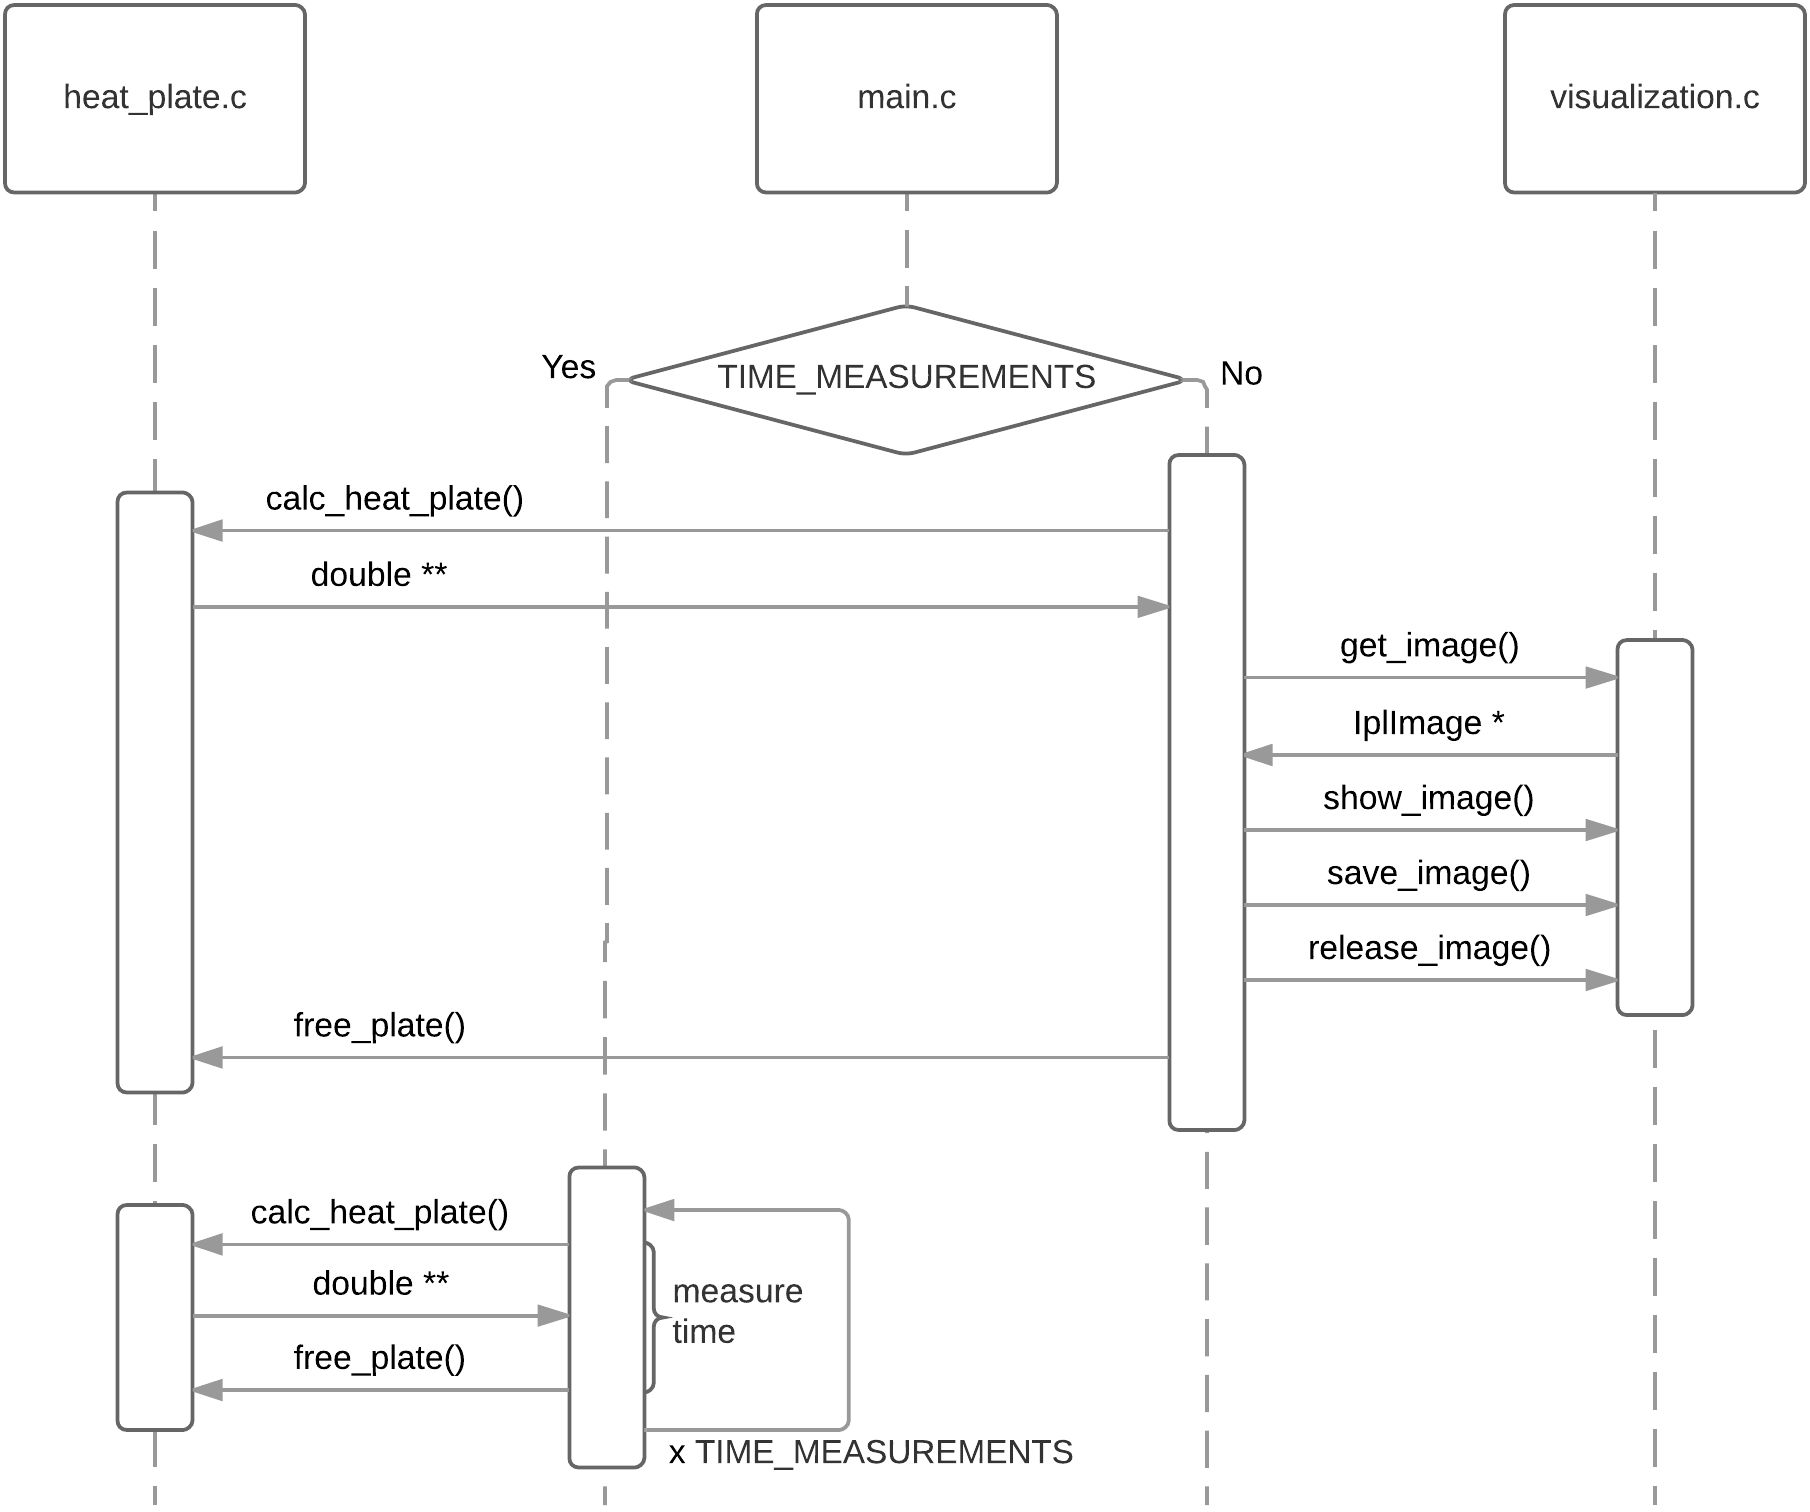 heat_plate.c
main.c
visualization.c
Yes
TIME_MEASUREMENTS
No
calc_heat_plate()
double **
get_image()
IplImage *
show_image()
save_image()
release_image()
free_plate()
calc_heat_plate()
double **
measure
time
free_plate()
x TIME_MEASUREMENTS